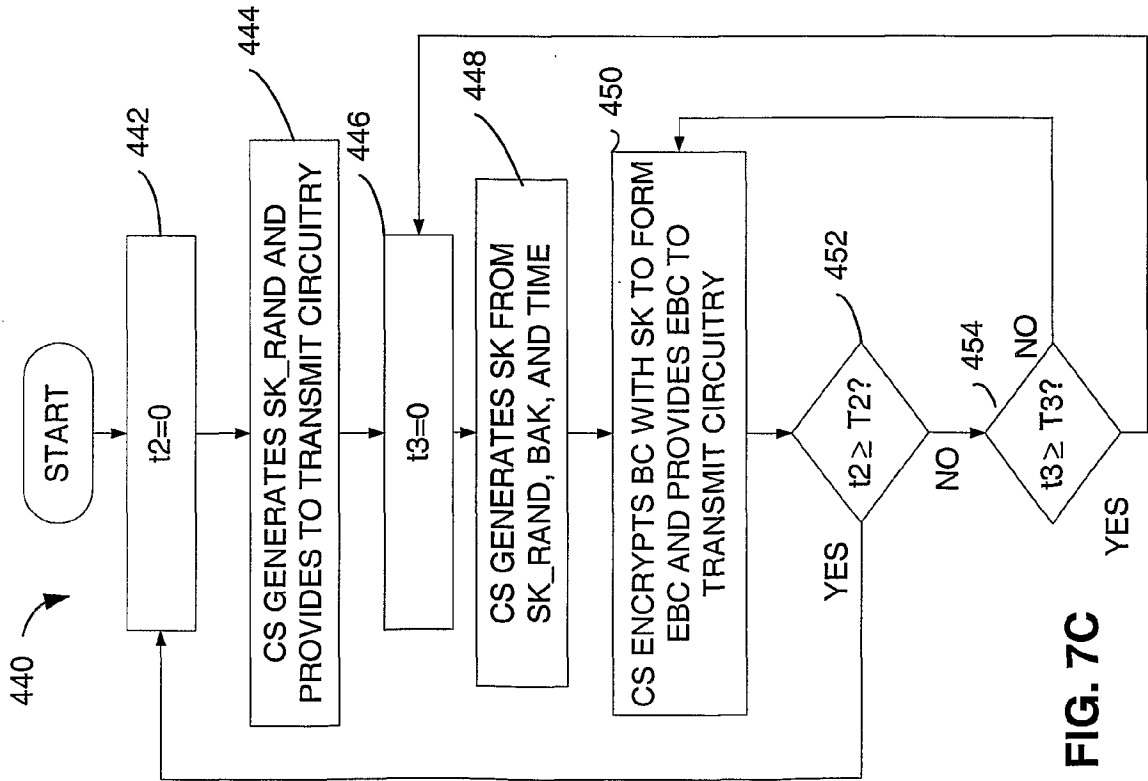 START
440
t2=0
442
CS GENERATES SK_RAND AND
PROVIDES TO TRANSMIT CIRCUITRY
444
t3=0
446
CS GENERATES SK FROM
SK_RAND, BAK, AND TIME
448
CS ENCRYPTS BC WITH SK TO FORM
EBC AND PROVIDES EBC TO
TRANSMIT CIRCUITRY
450
t2 ≥ T2?
452
YES
NO
t3 ≥ T3?
454
NO
YES
FIG. 7C